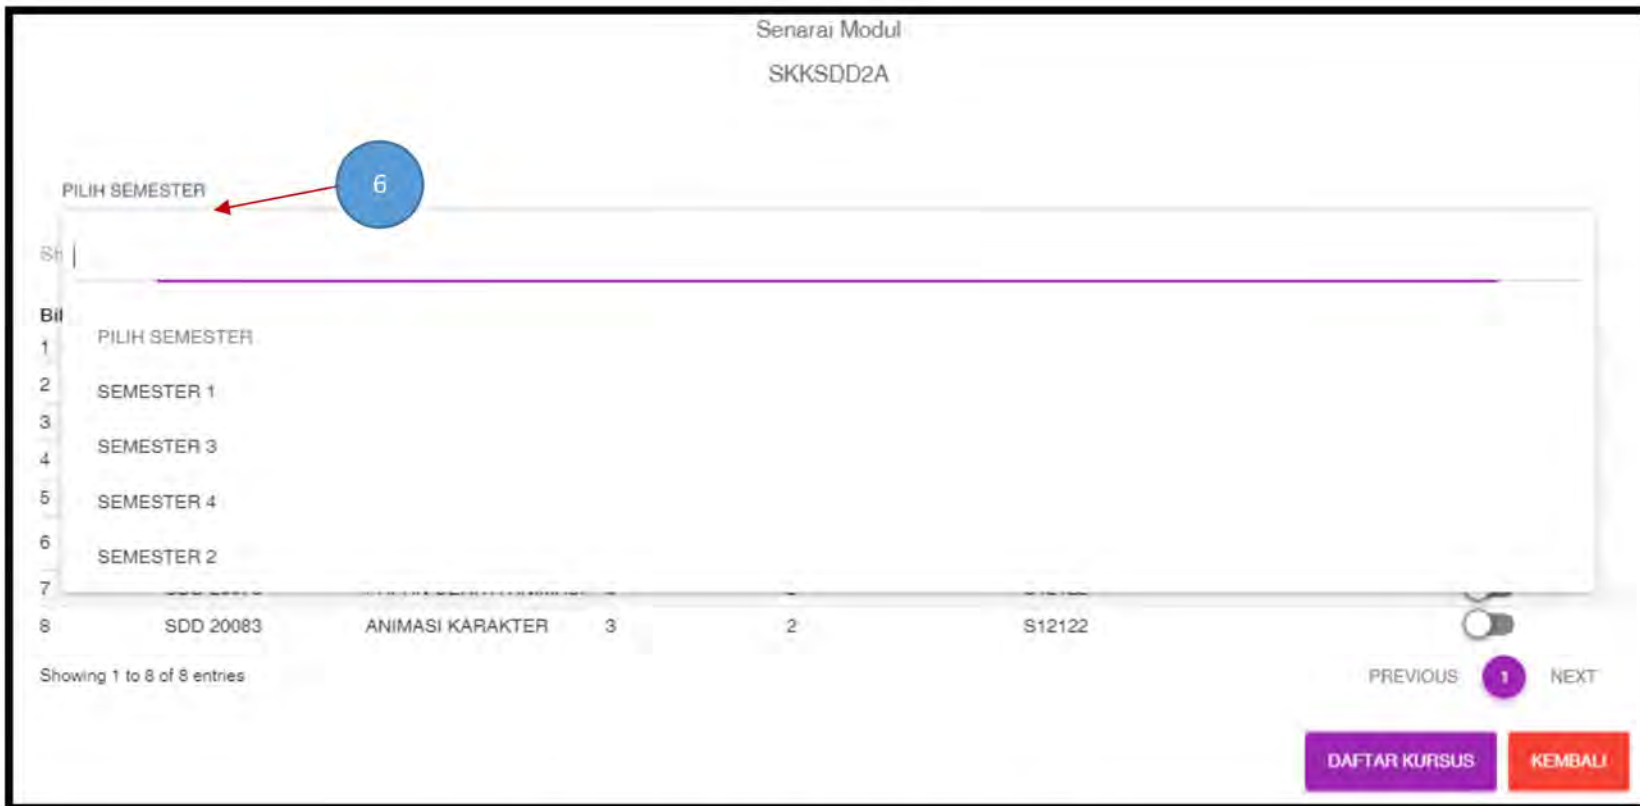 Senarai Modul
SKKSDD2A
6
PILIH SEMESTER
Sh
Bil
PILIH SEMESTER
1
2
SEMESTER 1
3
SEMESTER 3
4
5
SEMESTER 4
6
SEMESTER 2
7
8 SDD 20083 ANIMASI KARAKTER 3 2 S12122
Showing 1 to 8 of 8 entries
PREVIOUS 1 NEXT
DAFTAR KURSUS KEMBALI